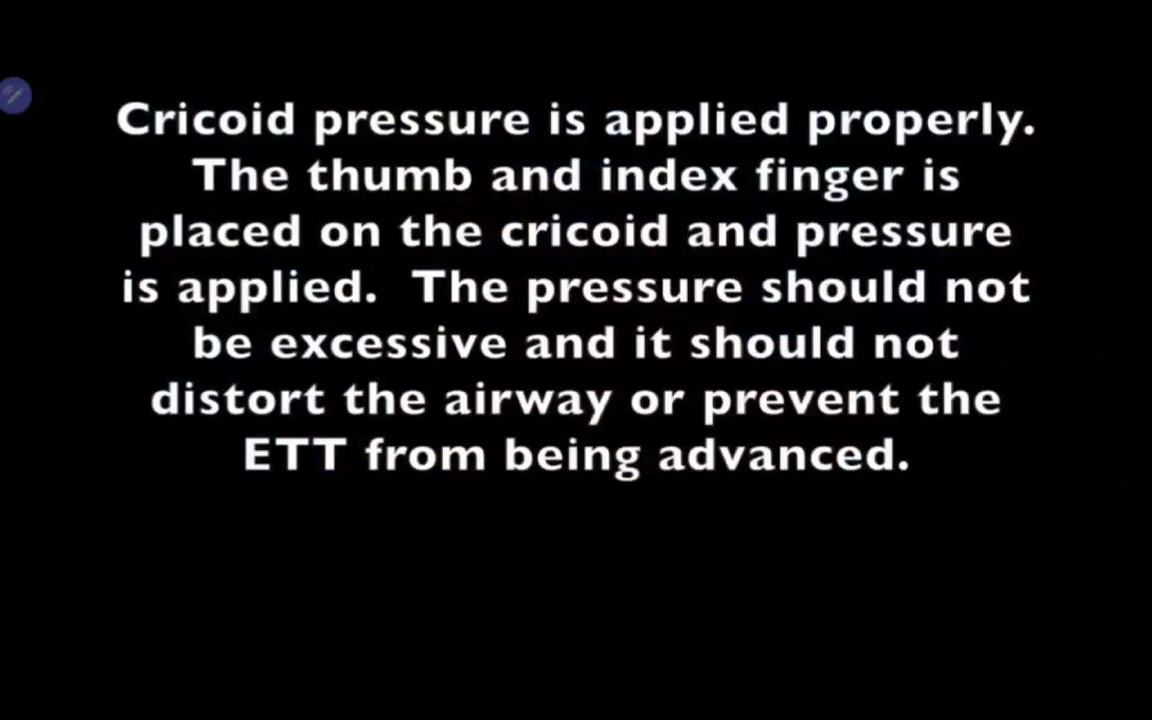 Cricoid pressure is applied properly.
The thumb and index finger is
placed on the cricoid and pressure
is applied.  The pressure should not
be excessive and it should not
distort the airway or prevent the
ETT from being advanced.